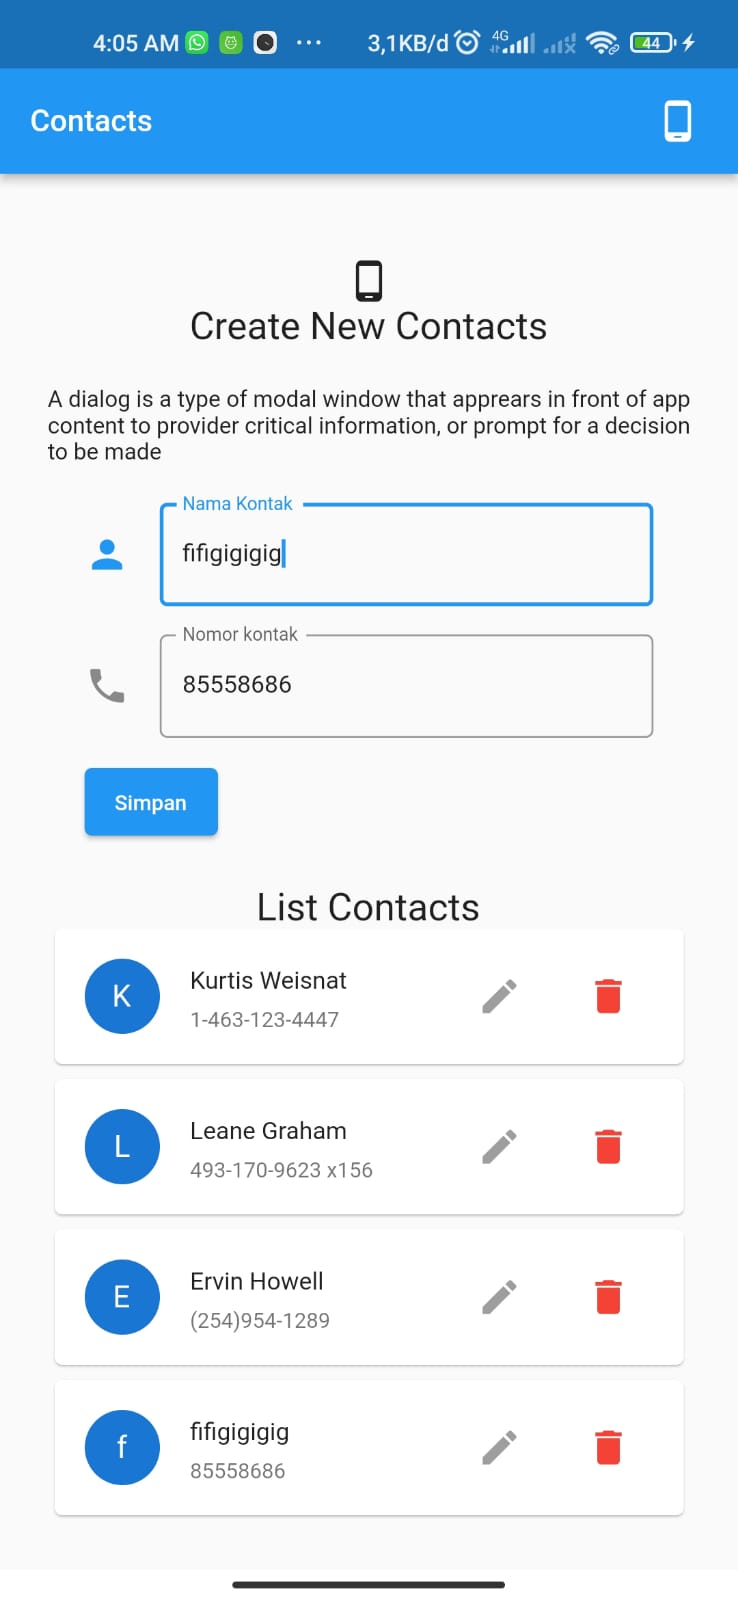 4:05 AM ... 3,1KB/d 4G 44
Contacts
Create New Contacts
A dialog is a type of modal window that apprears in front of app
content to provider critical information, or prompt for a decision
to be made
Nama Kontak
fifigigigig
Nomor kontak
85558686
Simpan
List Contacts
K
Kurtis Weisnat
1-463-123-4447
L
Leane Graham
493-170-9623 x156
E
Ervin Howell
(254)954-1289
f
fifigigigig
85558686